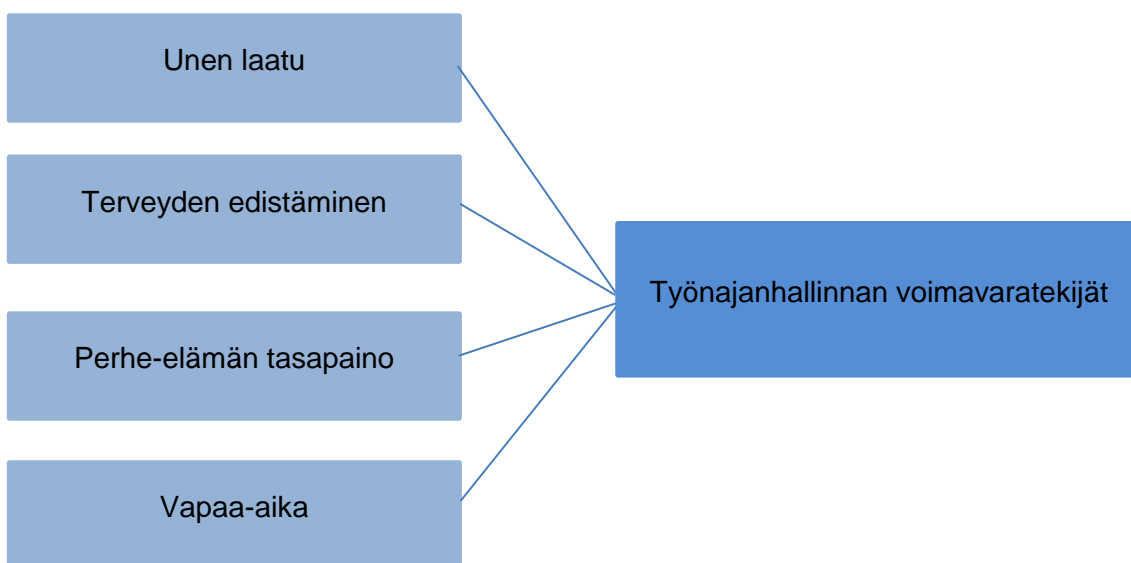 Unen laatu
Terveyden edistäminen
Työnajanhallinnan voimavaratekijät
Perhe-elämän tasapaino
Vapaa-aika